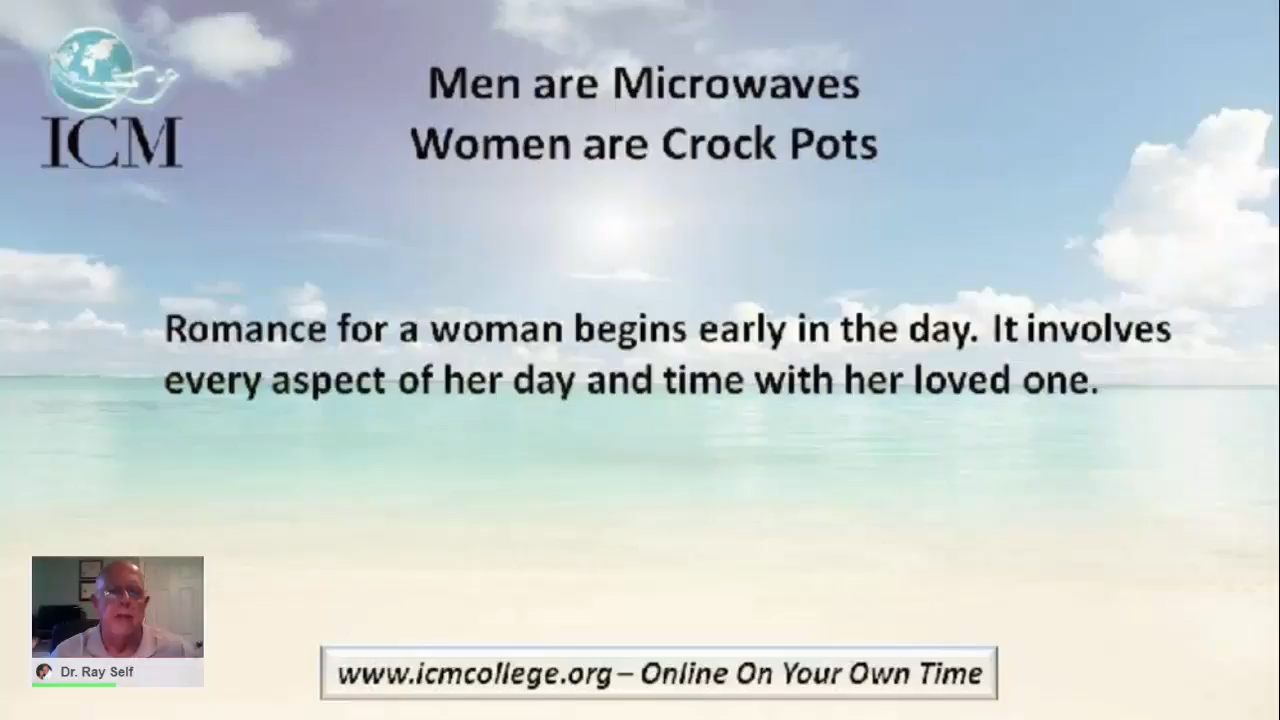 ICM
Men are Microwaves
Women are Crock Pots
Romance for a woman begins early in the day. It involves
every aspect of her day and time with her loved one.
Dr. Ray Self
www.icmcollege.org – Online On Your Own Time